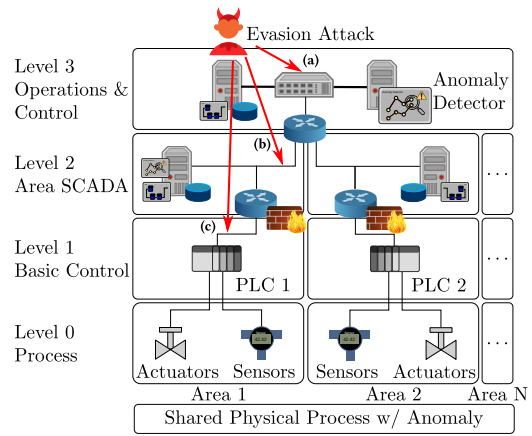 Evasion Attack
Level 3
Operations &
Control
(a)
Anomaly
Detector
Level 2
Area SCADA
(b)
...
Level 1
Basic Control
(c)
PLC 1
PLC 2
Level 0
Process
Actuators
Sensors
Sensors
Actuators
...
Area 1
Area 2
Area N
Shared Physical Process w/ Anomaly